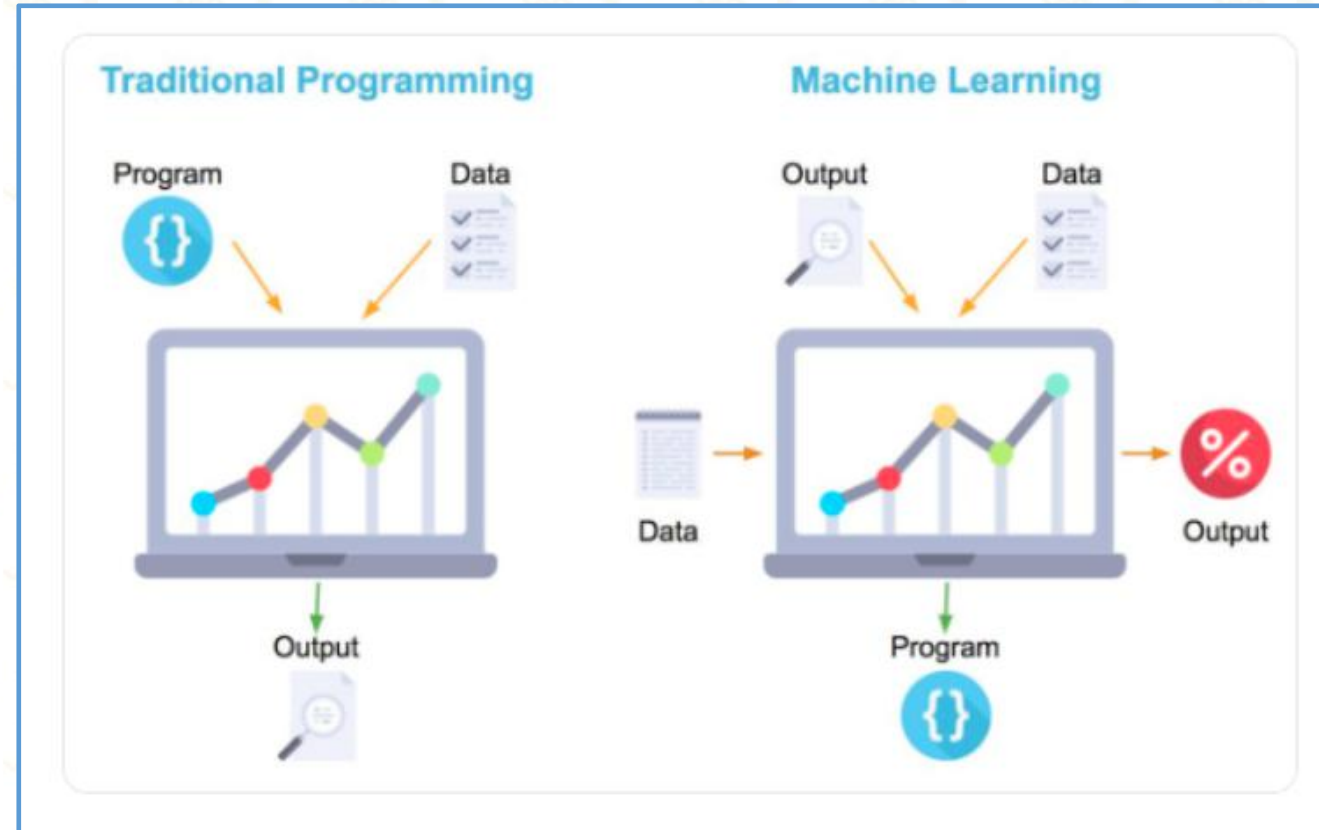 Traditional Programming
Machine Learning
Program
Data
Output
Data
{}
%
Data
Output
Output
Program
{}